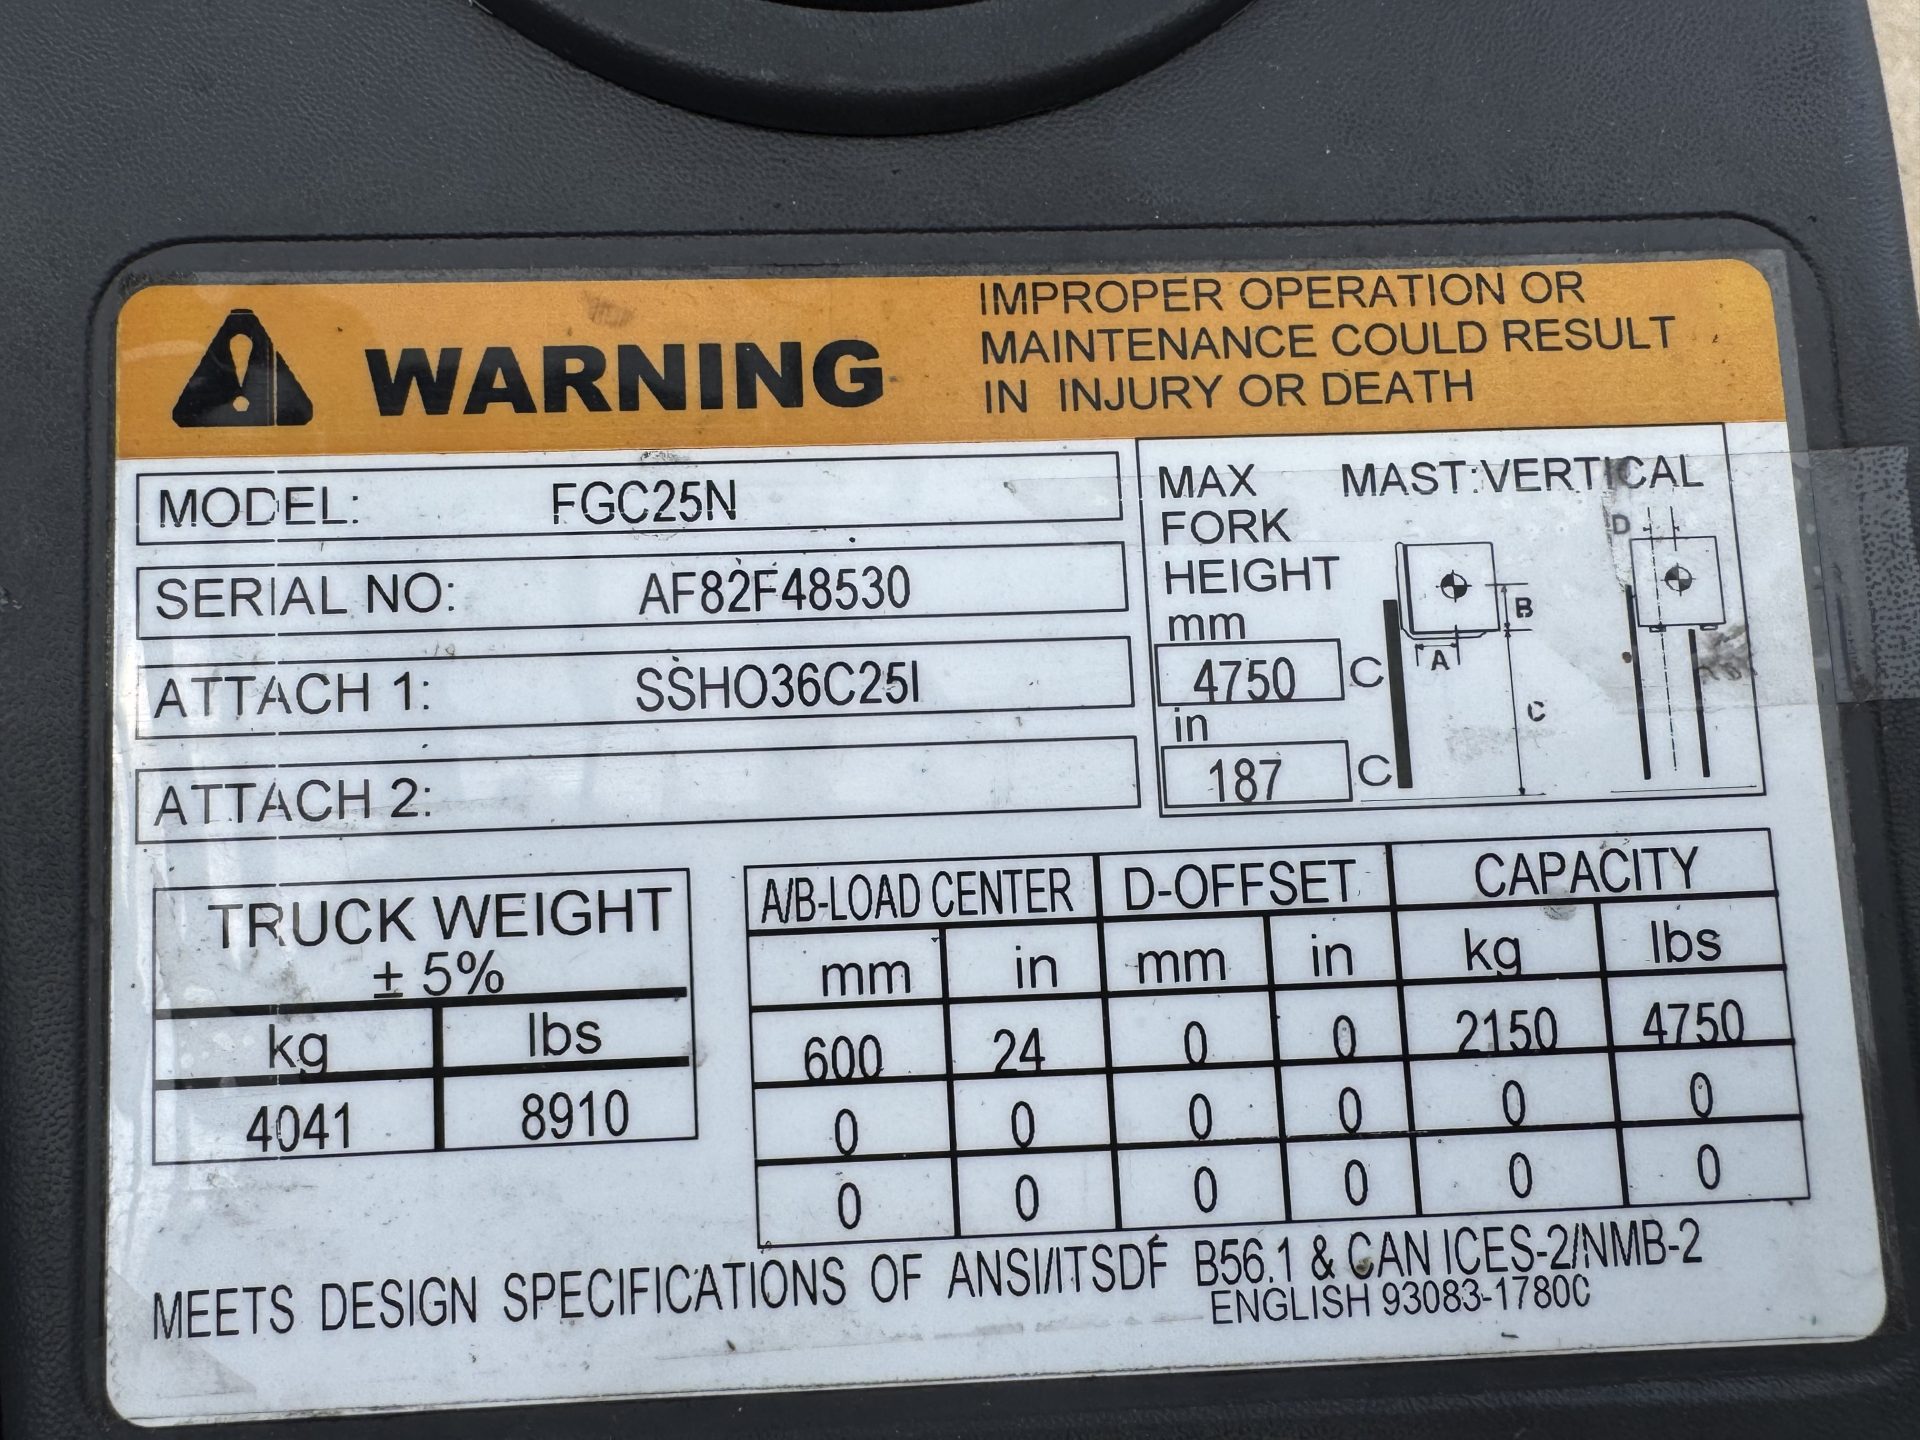 WARNING
IMPROPER OPERATION OR
MAINTENANCE COULD RESULT
IN INJURY OR DEATH
MODEL: FGC25N
SERIAL NO: AF82F48530
ATTACH 1: SSHO36C25I
ATTACH 2:
MAX
FORK
HEIGHT
mm
4750 C
in
187 C
MAST:VERTICAL
D
B
A
C
TRUCK WEIGHT
± 5%
kg lbs
4041 8910
A/B-LOAD CENTER D-OFFSET CAPACITY
mm in mm in kg lbs
600 24 0 0 2150 4750
0 0 0 0 0 0
0 0 0 0 0 0
MEETS DESIGN SPECIFICATIONS OF ANSI/ITSDF B56.1 & CAN ICES-2/NMB-2
ENGLISH 93083-1780C